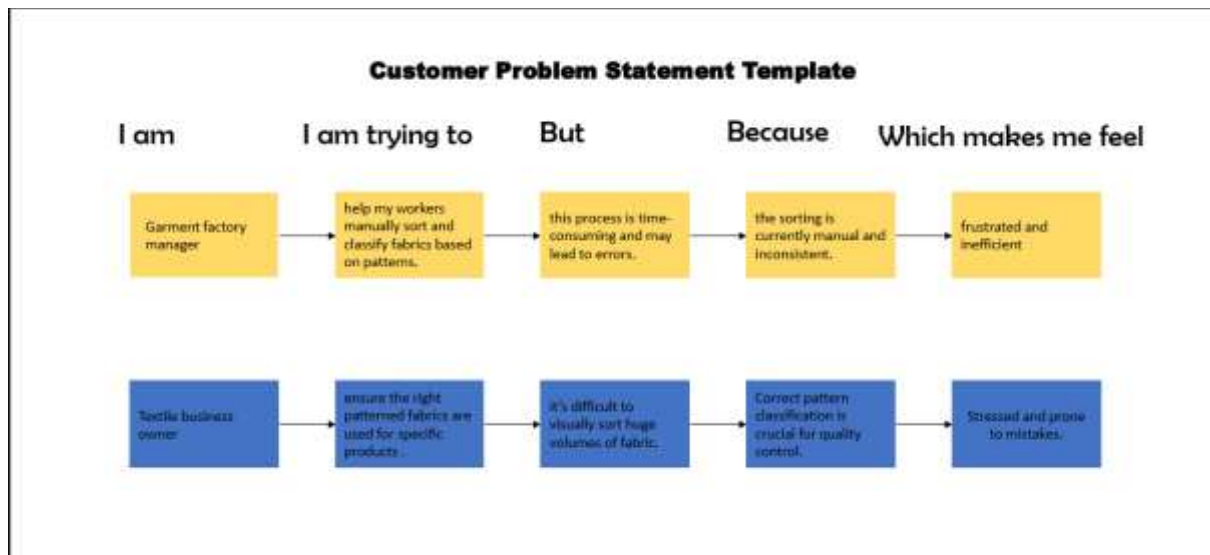 Customer Problem Statement Template
I am
I am trying to
But
Because
Which makes me feel
Garment factory
manager
help my workers
manually sort and
classify fabrics based
on patterns.
this process is time-
consuming and may
lead to errors.
the sorting is
currently manual and
inconsistent.
frustrated and
inefficient
Textile business
owner
ensure the right
patterned fabrics are
used for specific
products .
it's difficult to
visually sort huge
volumes of fabric.
Correct pattern
classification is
crucial for quality
control.
Stressed and prone
to mistakes.